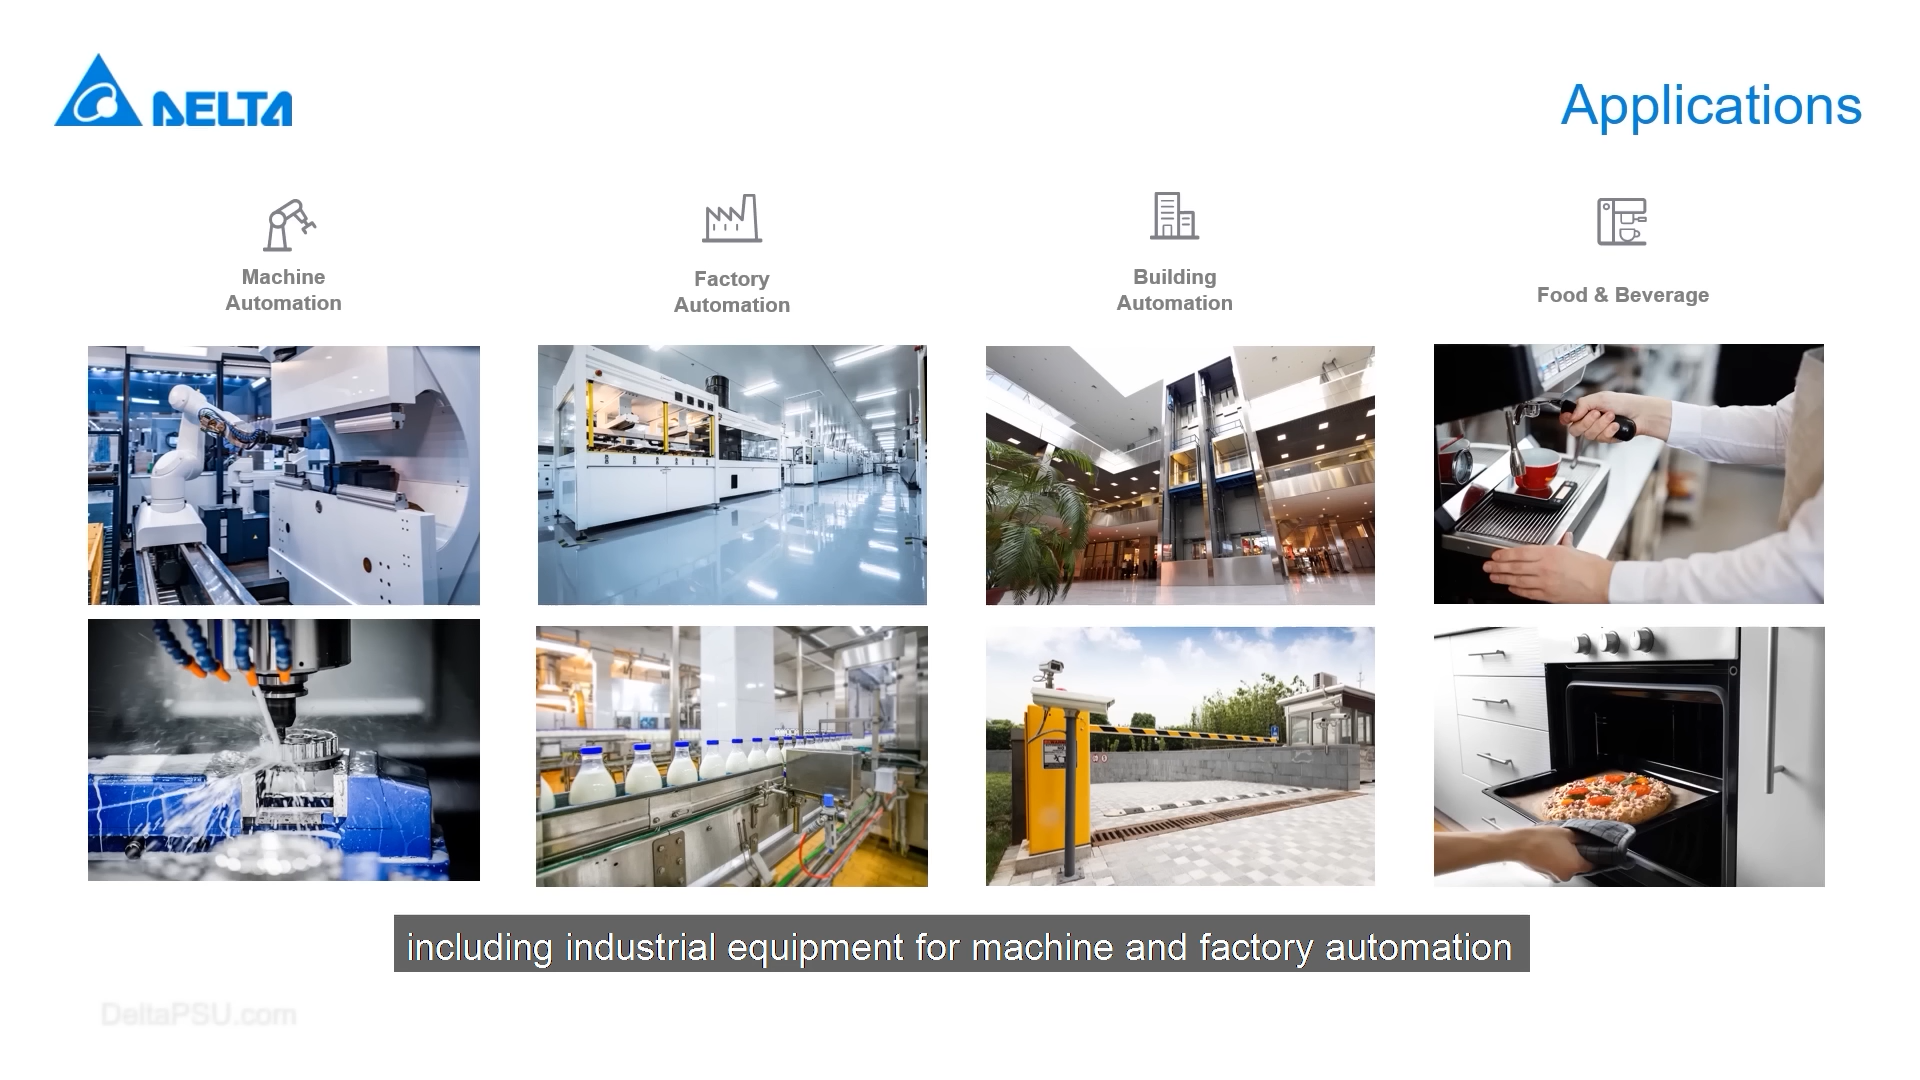 DELTA
Applications
Machine
Automation
Factory
Automation
Building
Automation
Food & Beverage
including industrial equipment for machine and factory automation
DeltaPSU.com